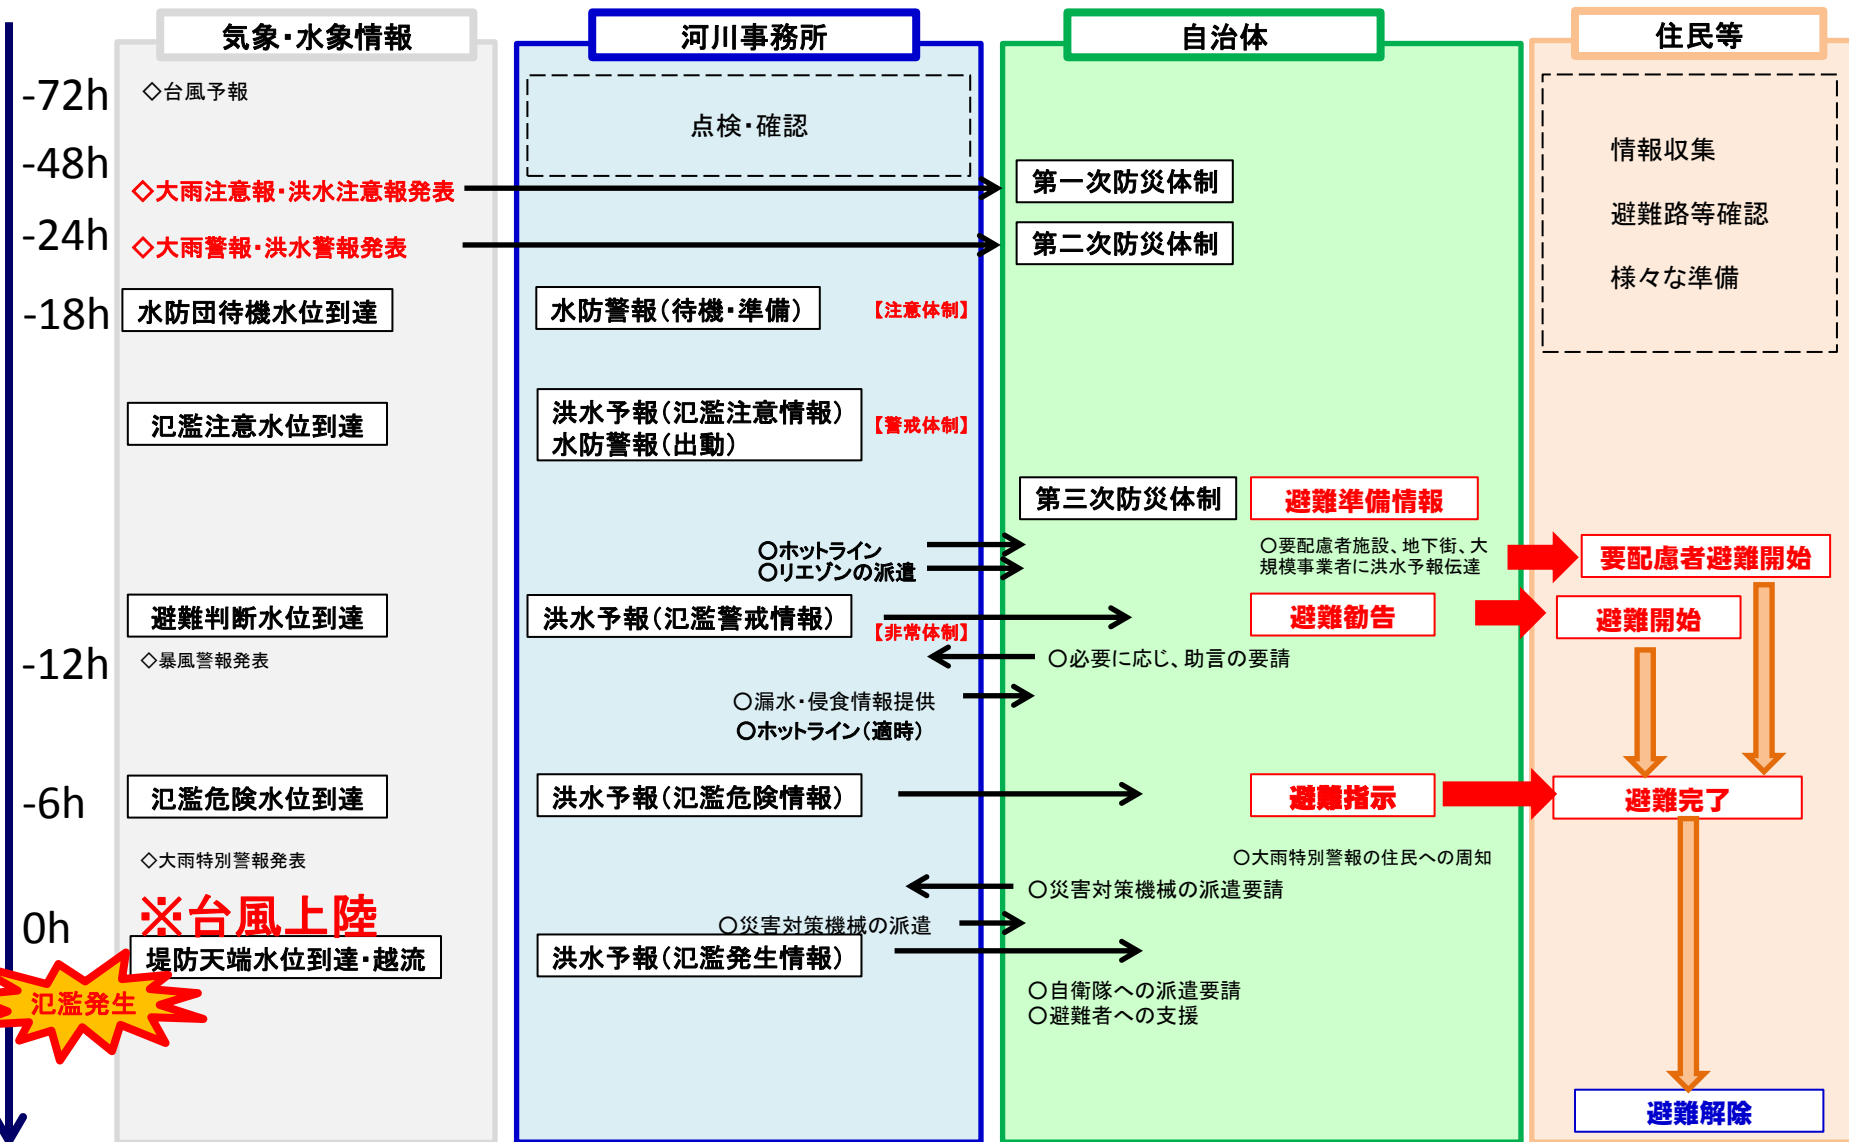 気象・水象情報
河川事務所
自治体
住民等
-72h
◇台風予報
点検・確認
-48h
情報収集
◇大雨注意報・洪水注意報発表
第一次防災体制
避難路等確認
-24h
◇大雨警報・洪水警報発表
第二次防災体制
様々な準備
-18h
水防団待機水位到達
水防警報(待機・準備)
【注意体制】
氾濫注意水位到達
洪水予報(氾濫注意情報)
水防警報(出動)
【警戒体制】
第三次防災体制
避難準備情報
○ホットライン
○リエゾンの派遣
○要配慮者施設、地下街、大
規模事業者に洪水予報伝達
要配慮者避難開始
避難判断水位到達
洪水予報(氾濫警戒情報)
【非常体制】
避難勧告
避難開始
-12h
◇暴風警報発表
○必要に応じ、助言の要請
○漏水・侵食情報提供
○ホットライン(適時)
-6h
氾濫危険水位到達
洪水予報(氾濫危険情報)
避難指示
避難完了
◇大雨特別警報発表
○大雨特別警報の住民への周知
○災害対策機械の派遣要請
0h
※台風上陸
○災害対策機械の派遣
堤防天端水位到達・越流
洪水予報(氾濫発生情報)
氾濫発生
○自衛隊への派遣要請
○避難者への支援
避難解除